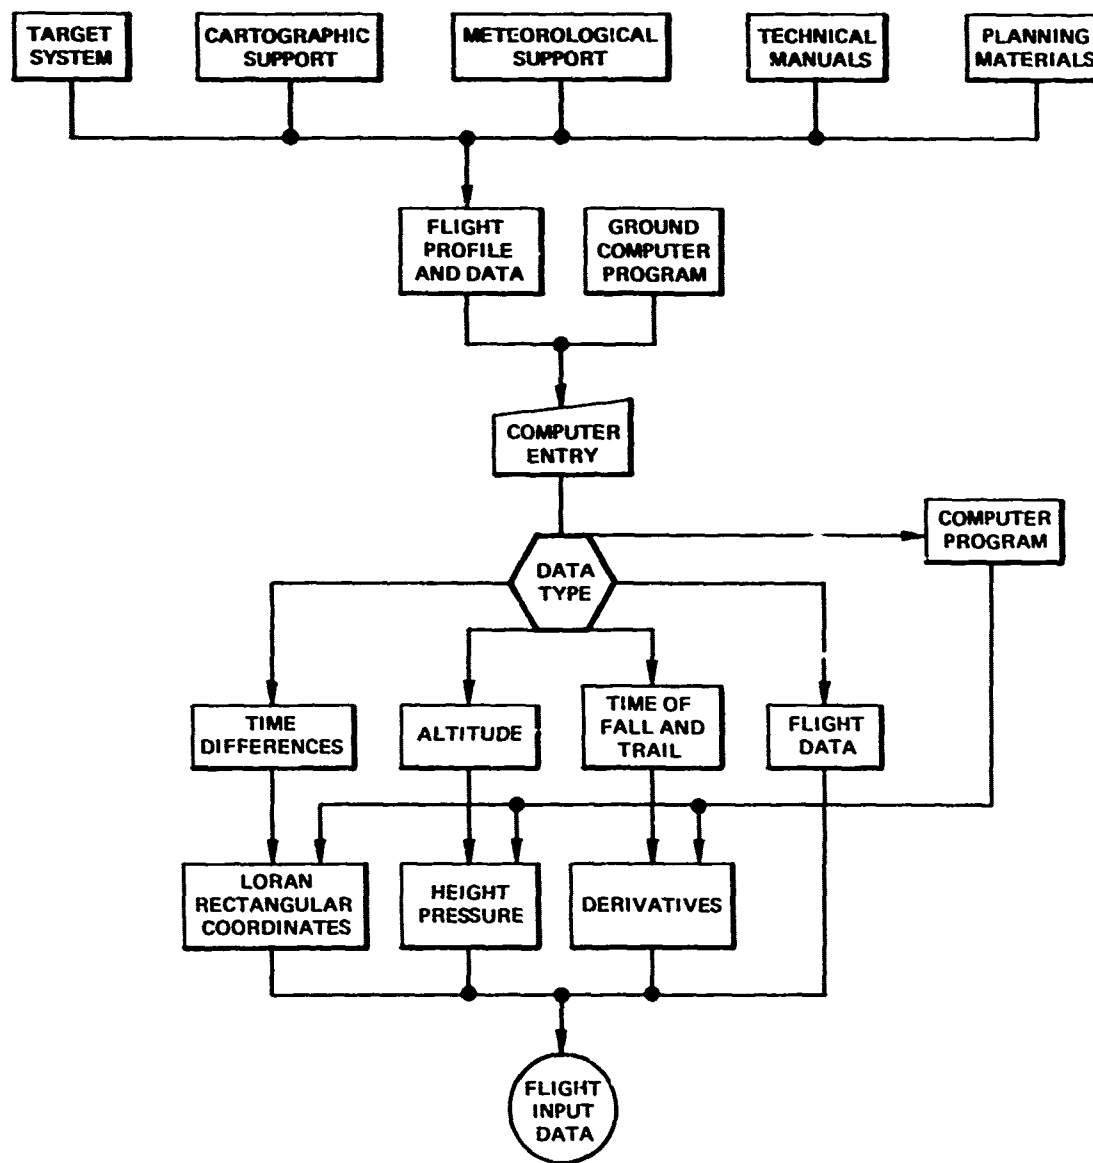 TARGET
SYSTEM
CARTOGRAPHIC
SUPPORT
METEOROLOGICAL
SUPPORT
TECHNICAL
MANUALS
PLANNING
MATERIALS
FLIGHT
PROFILE
AND DATA
GROUND
COMPUTER
PROGRAM
COMPUTER
ENTRY
COMPUTER
PROGRAM
DATA
TYPE
TIME
DIFFERENCES
ALTITUDE
TIME OF
FALL AND
TRAIL
FLIGHT
DATA
LORAN
RECTANGULAR
COORDINATES
HEIGHT
PRESSURE
DERIVATIVES
FLIGHT
INPUT
DATA